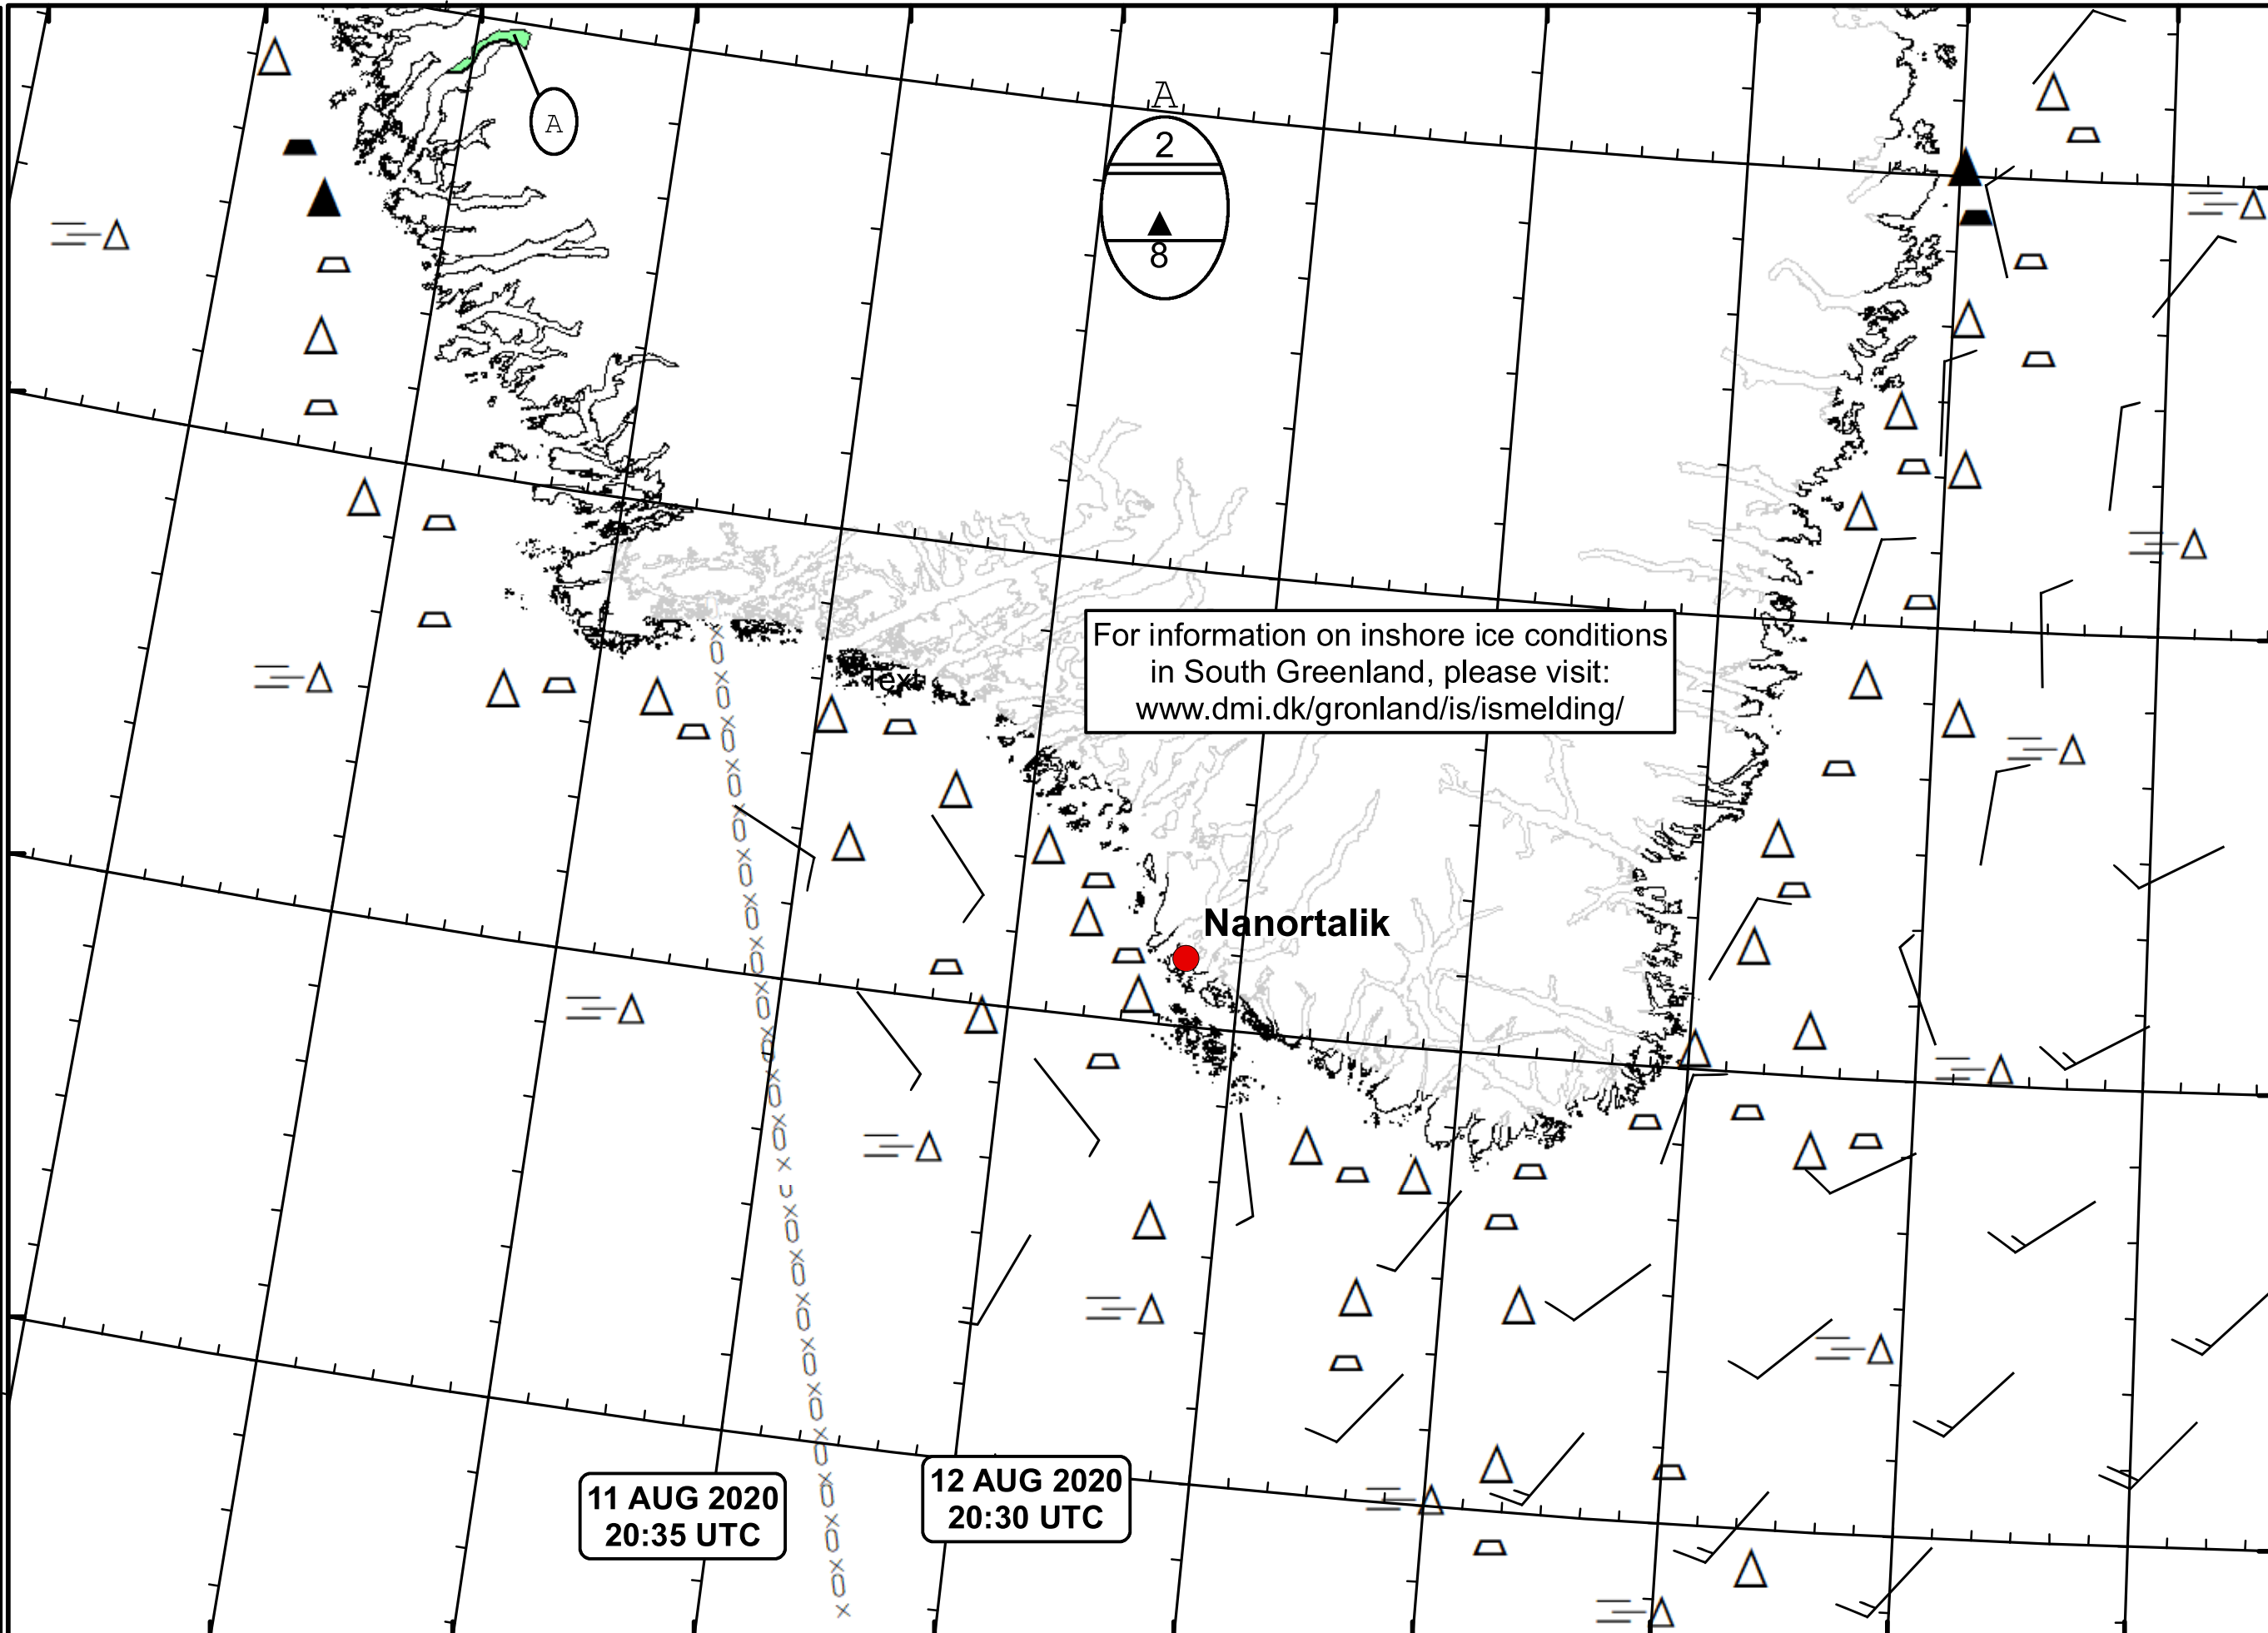 A
A
2
8
For information on inshore ice conditions
in South Greenland, please visit:
www.dmi.dk/gronland/is/ismelding/
Text
Nanortalik
11 AUG 2020
20:35 UTC
12 AUG 2020
20:30 UTC